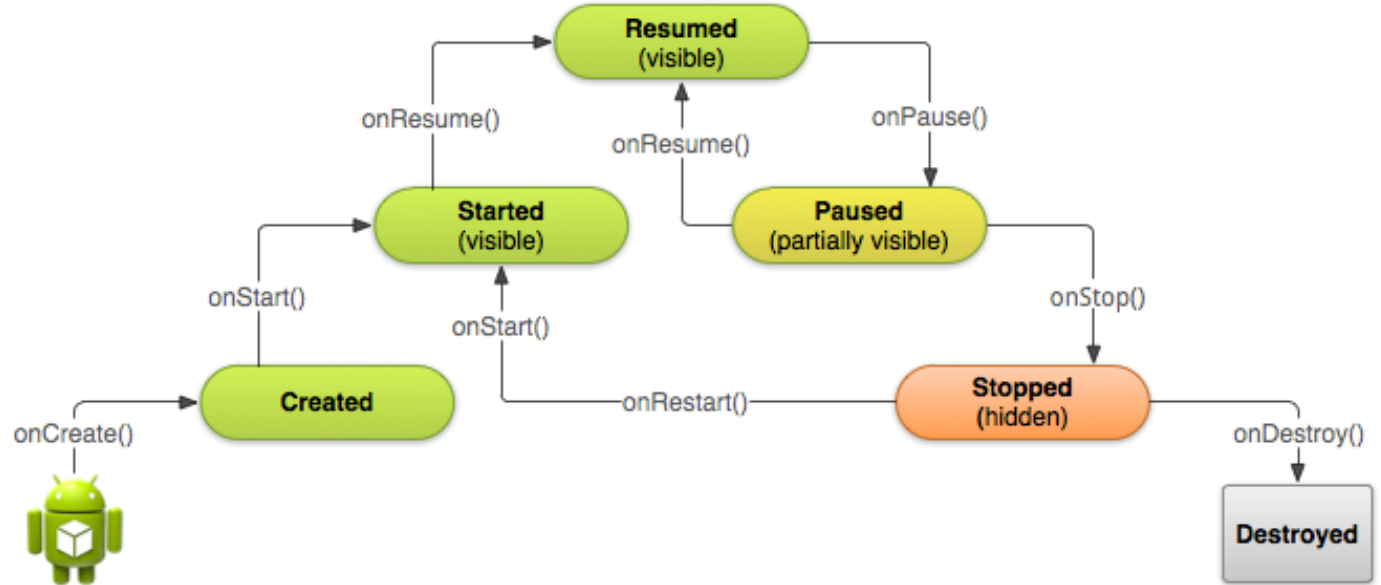 Resumed
(visible)
onResume()
onResume()
onPause()
Started
(visible)
Paused
(partially visible)
onStart()
onStart()
onStop()
Created
onRestart()
Stopped
(hidden)
onCreate()
onDestroy()
Destroyed